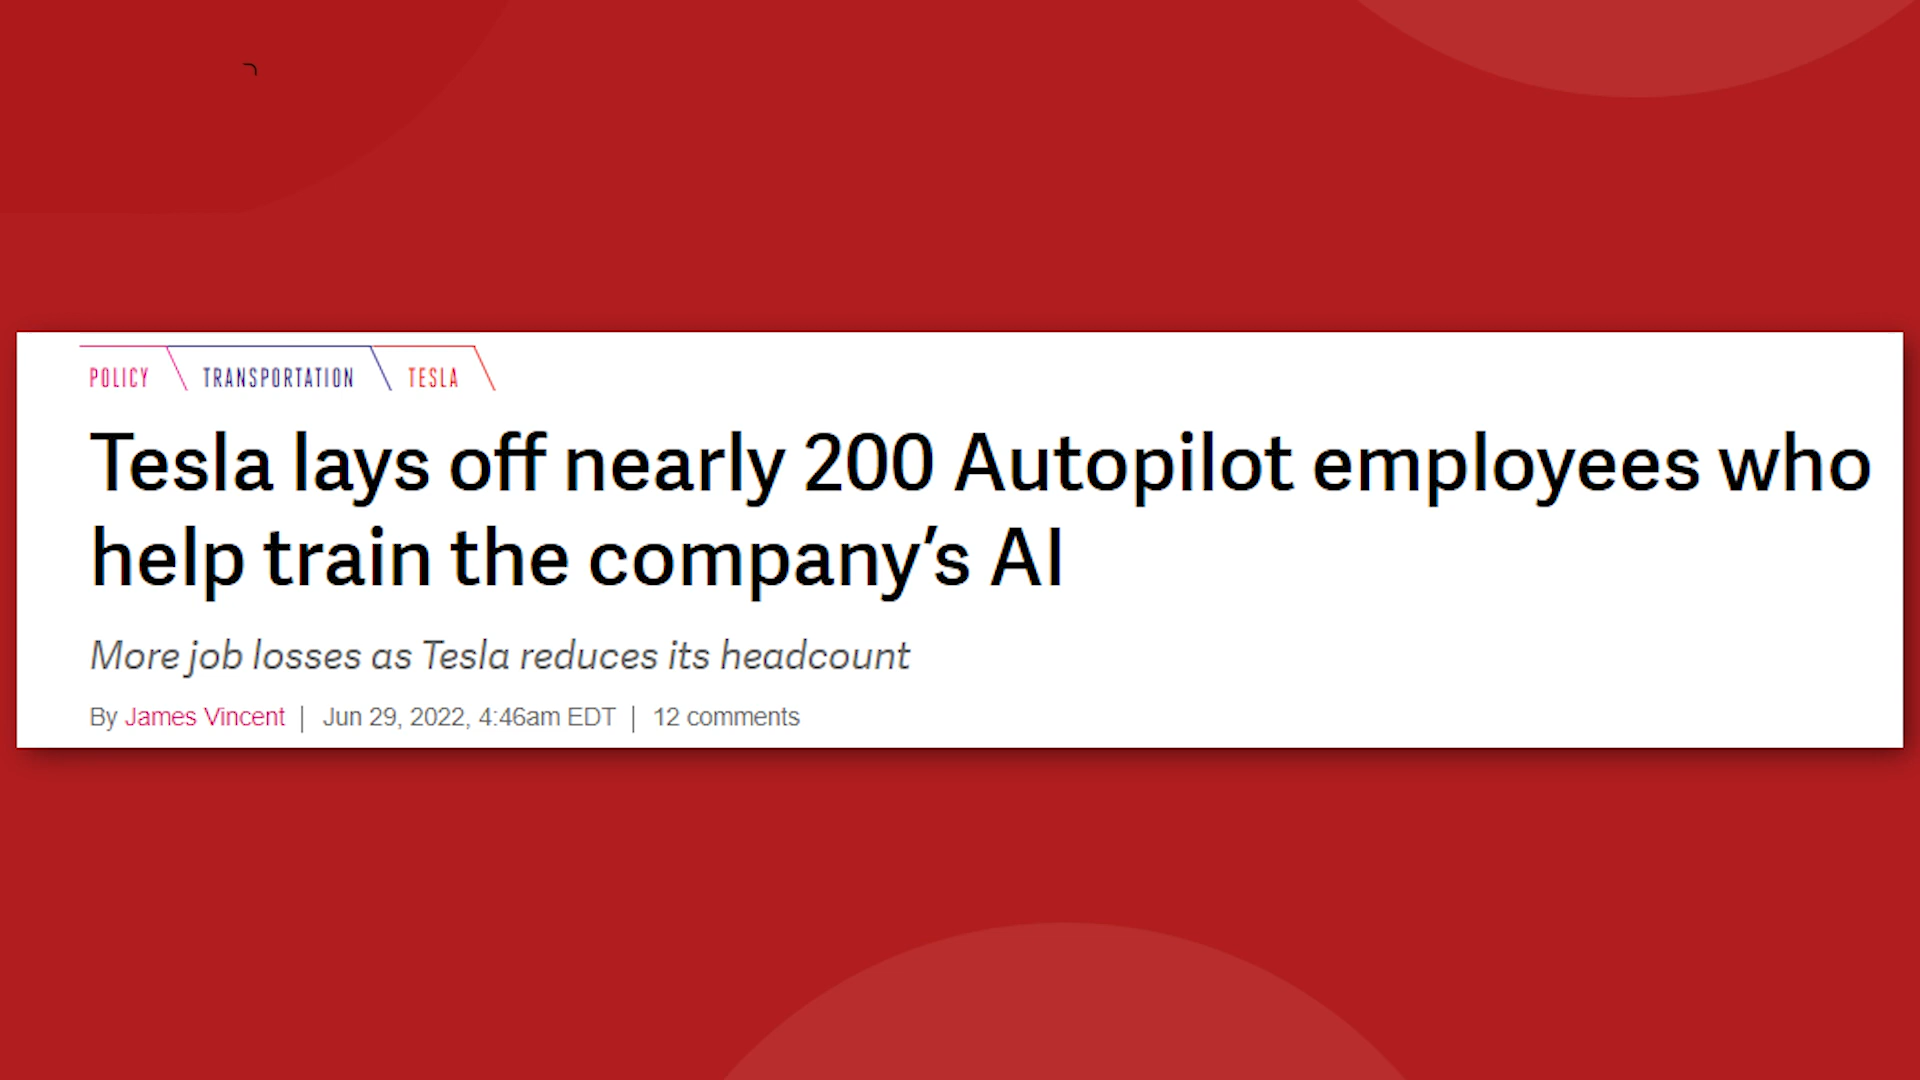 POLICY TRANSPORTATION TESLA
Tesla lays off nearly 200 Autopilot employees who
help train the company’s AI
More job losses as Tesla reduces its headcount
By James Vincent | Jun 29, 2022, 4:46am EDT | 12 comments